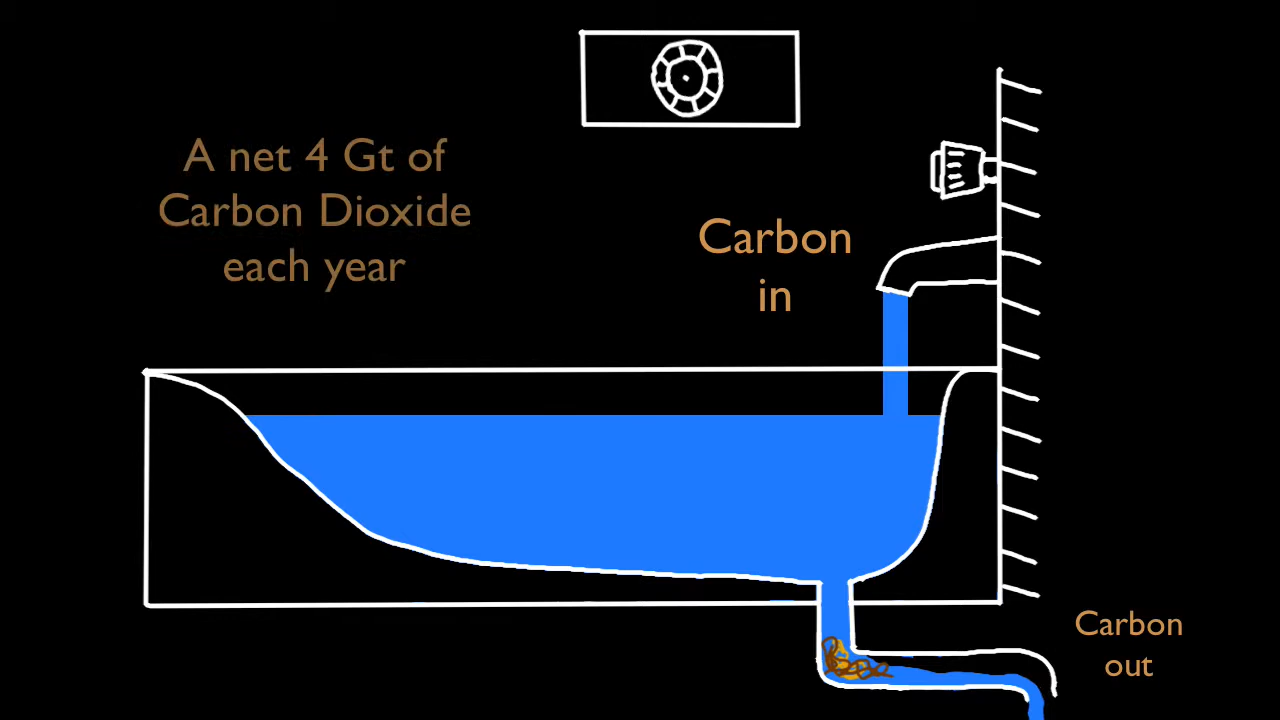 A net 4 Gt of
Carbon Dioxide
each year
Carbon
in
Carbon
out